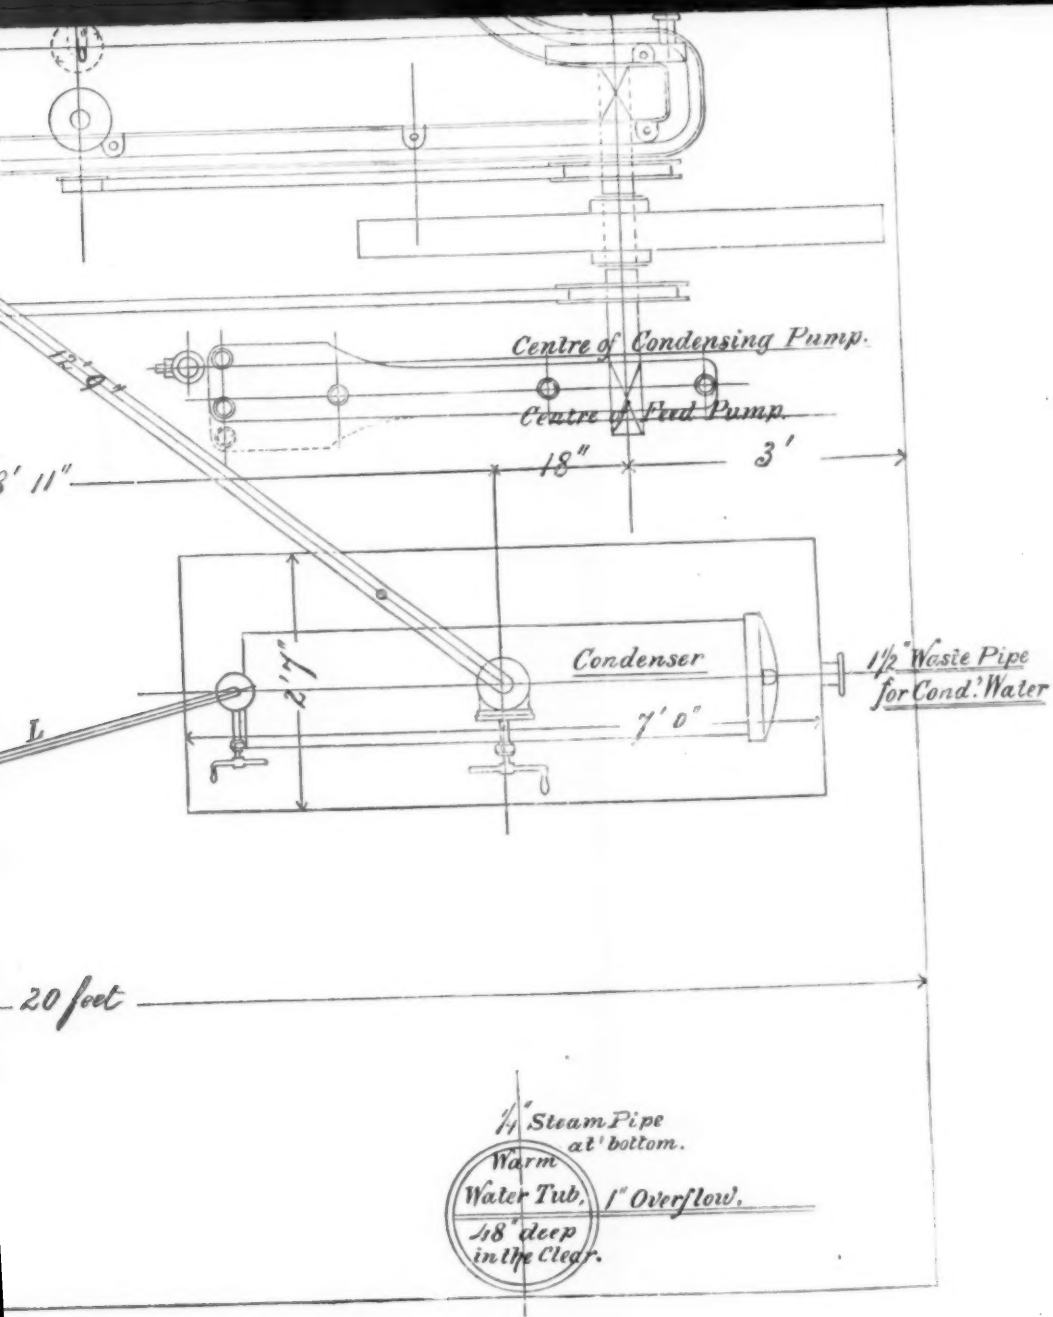 Centre of Condensing Pump.
12' 9"
Centre of Feed Pump.
11"
18"
3'
2' 7"
Condenser
1½" Waste Pipe
for Cond.' Water
7' 0"
L
20 feet
¼" Steam Pipe
at bottom.
Warm
Water Tub,
1" Overflow.
48" deep
in the Clear.